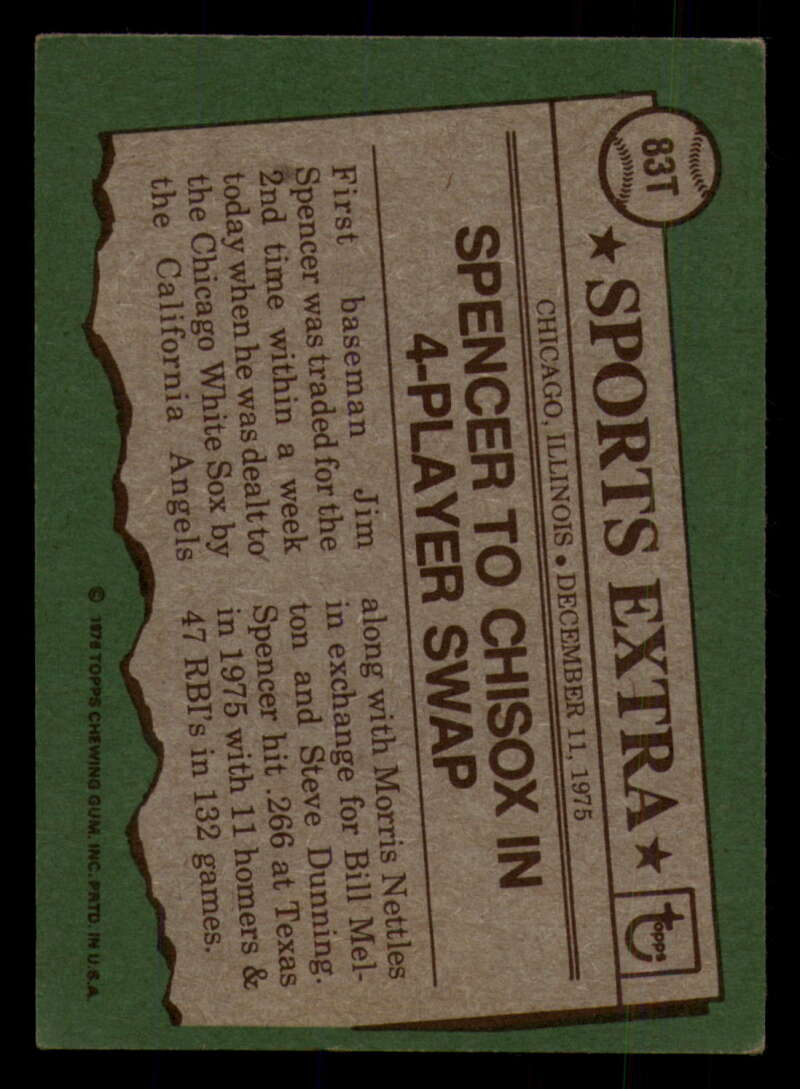 83T
★ SPORTS EXTRA ★
topps
CHICAGO, ILLINOIS • DECEMBER 11, 1975
SPENCER TO CHISOX IN
4-PLAYER SWAP
First baseman Jim
Spencer was traded for the
2nd time within a week
today when he was dealt to
the Chicago White Sox by
the California Angels
along with Morris Nettles
in exchange for Bill Mel-
ton and Steve Dunning.
Spencer hit .266 at Texas
in 1975 with 11 homers &
47 RBI's in 132 games.
© 1976 TOPPS CHEWING GUM, INC. PRTD. IN U.S.A.